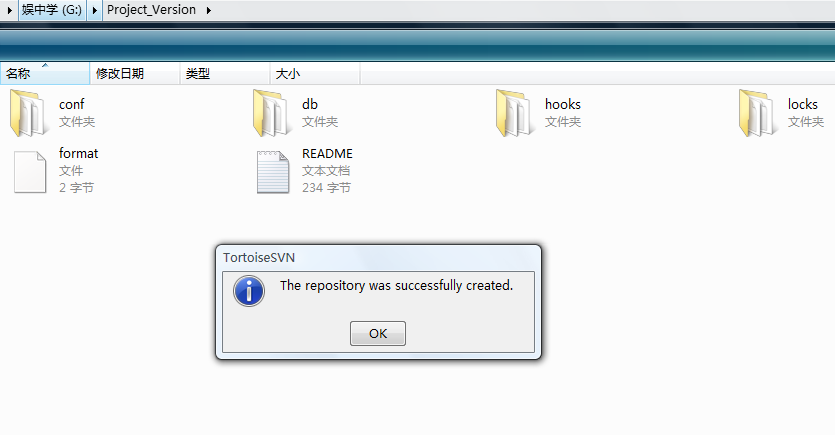 娱中学 (G:) Project_Version
名称 修改日期 类型 大小
conf
文件夹
db
文件夹
hooks
文件夹
locks
文件夹
format
文件
2 字节
README
文本文档
234 字节
TortoiseSVN
The repository was successfully created.
OK